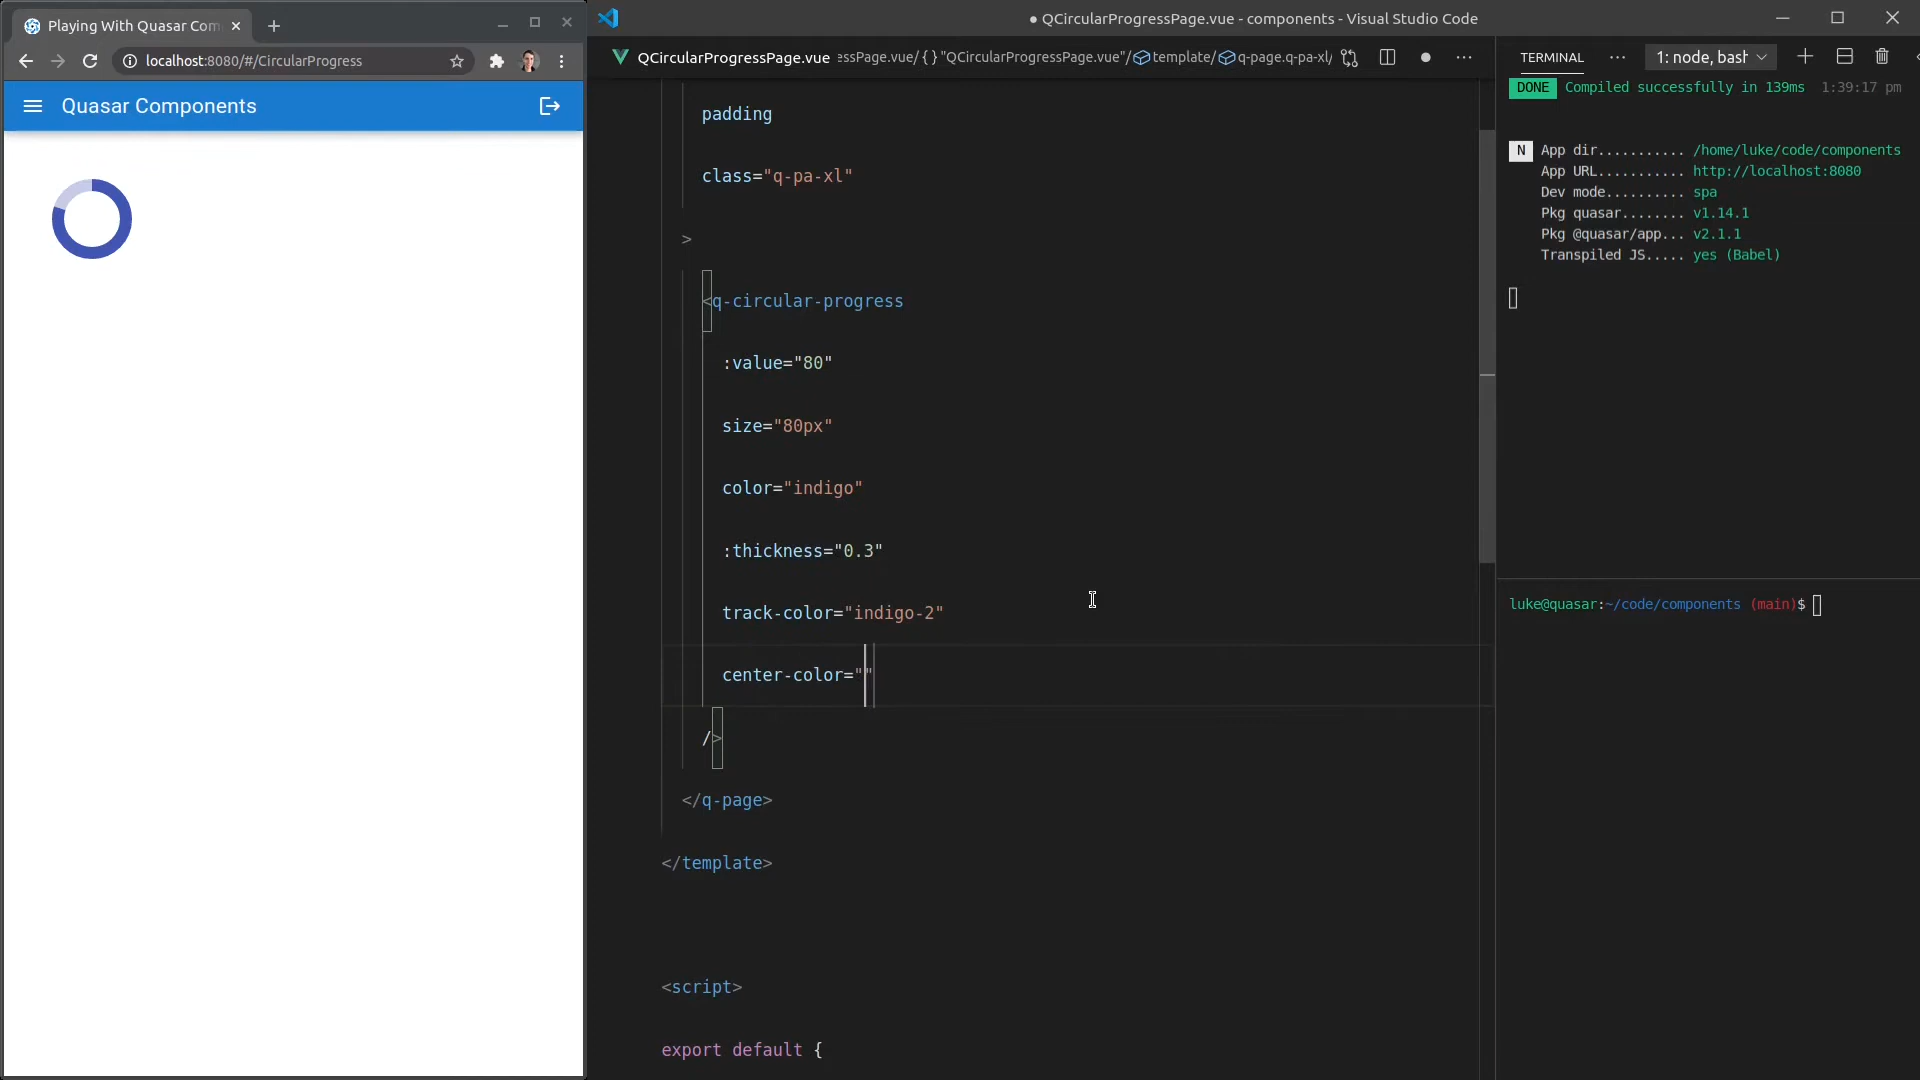 Playing With Quasar Com
localhost:8080/#/CircularProgress
Quasar Components
● QCircularProgressPage.vue - components - Visual Studio Code
QCircularProgressPage.vue
essPage.vue/ { } "QCircularProgressPage.vue"/ template/ q-page.q-pa-xl/
padding
class="q-pa-xl"
>
<q-circular-progress
:value="80"
size="80px"
color="indigo"
:thickness="0.3"
track-color="indigo-2"
center-color=""
/>
</q-page>
</template>
<script>
export default {
TERMINAL
1: node, bash
DONE Compiled successfully in 139ms 1:39:17 pm
N App dir........... /home/luke/code/components
App URL........... http://localhost:8080
Dev mode.......... spa
Pkg quasar........ v1.14.1
Pkg @quasar/app... v2.1.1
Transpiled JS..... yes (Babel)
luke@quasar:~/code/components (main)$